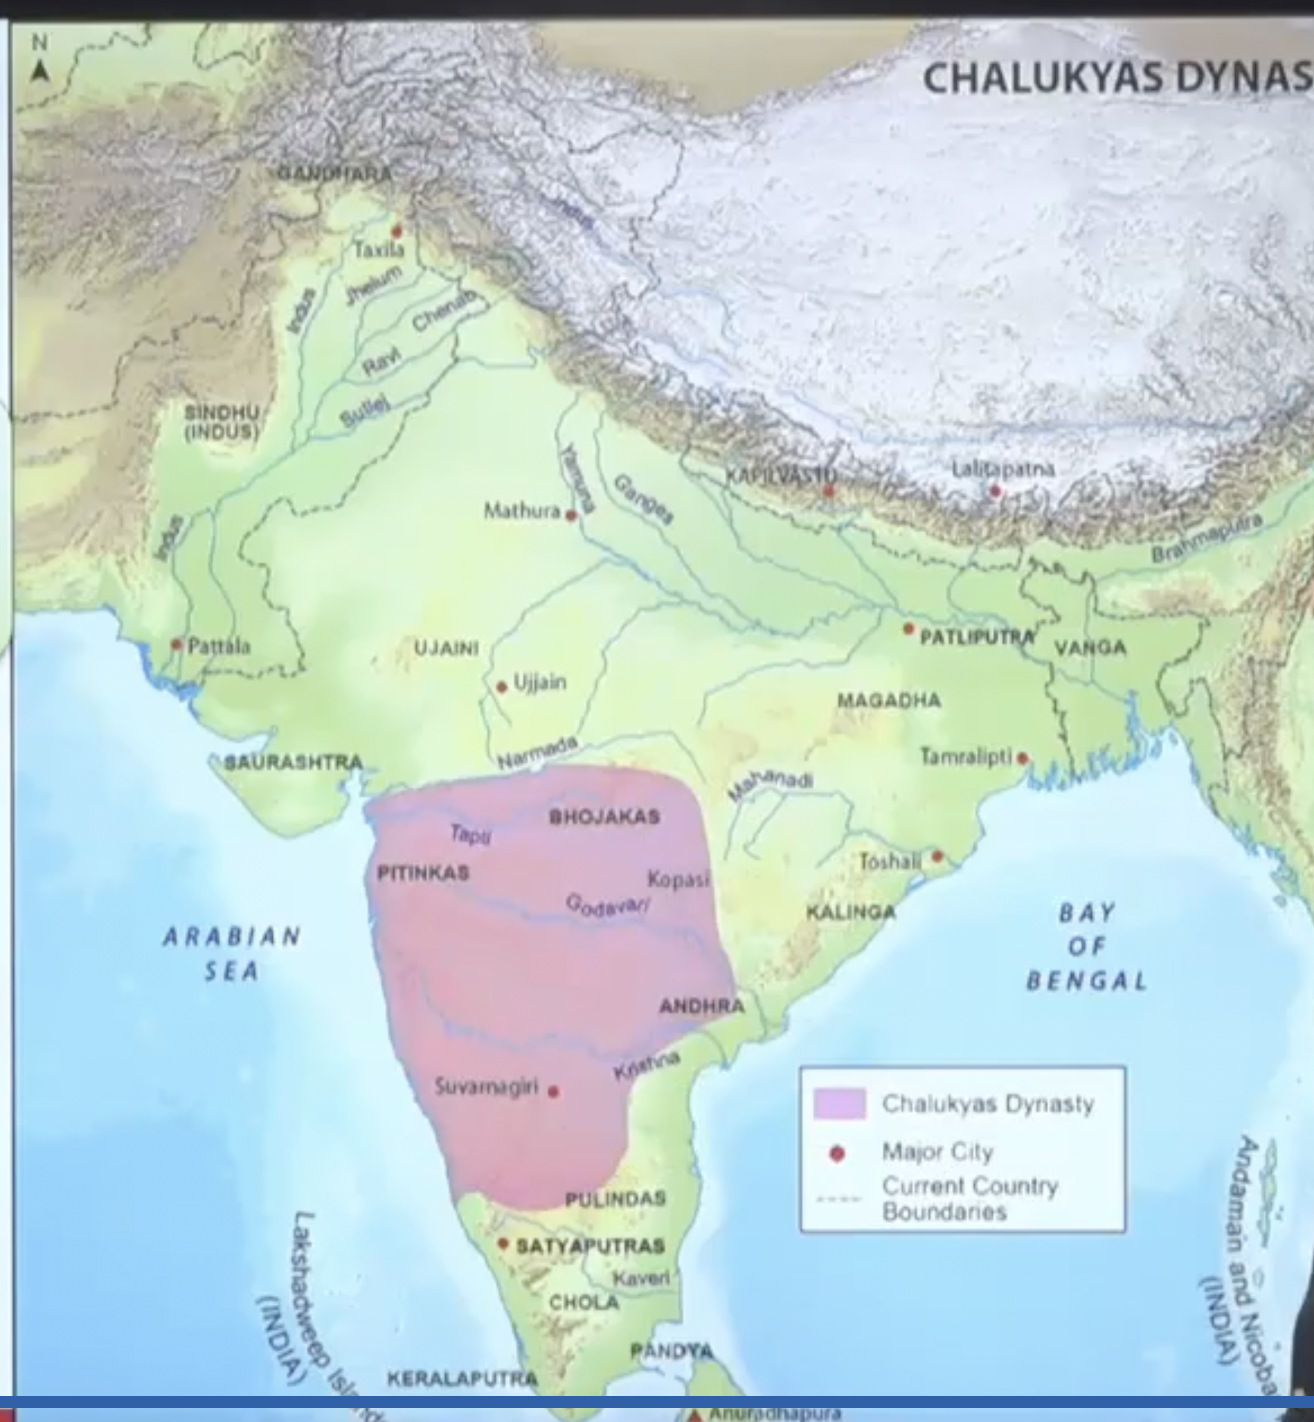 N
CHALUKYAS DYNAS
GANDHARA
Indus
Taxila
Jhelum
Indus
Chenab
Ravi
Sutlej
SINDHU
(INDUS)
Yamuna
Ganges
KAPILVASTU
Lalitapatna
Mathura
Indus
Brahmaputra
Pattala
UJAINI
PATLIPUTRA
VANGA
Ujjain
MAGADHA
Narmada
SAURASHTRA
Tamralipti
Mahanadi
BHOJAKAS
Tapti
PITINKAS
Kopasi
Toshali
Godavari
KALINGA
ARABIAN
SEA
BAY
OF
BENGAL
ANDHRA
Krishna
Suvarnagiri
Chalukyas Dynasty
Major City
Current Country
Boundaries
PULINDAS
SATYAPUTRAS
Kaveri
CHOLA
PANDYA
KERALAPUTRA
Lakshadweep Island
(INDIA)
Andaman and Nicoba
(INDIA)
Anuradhapura